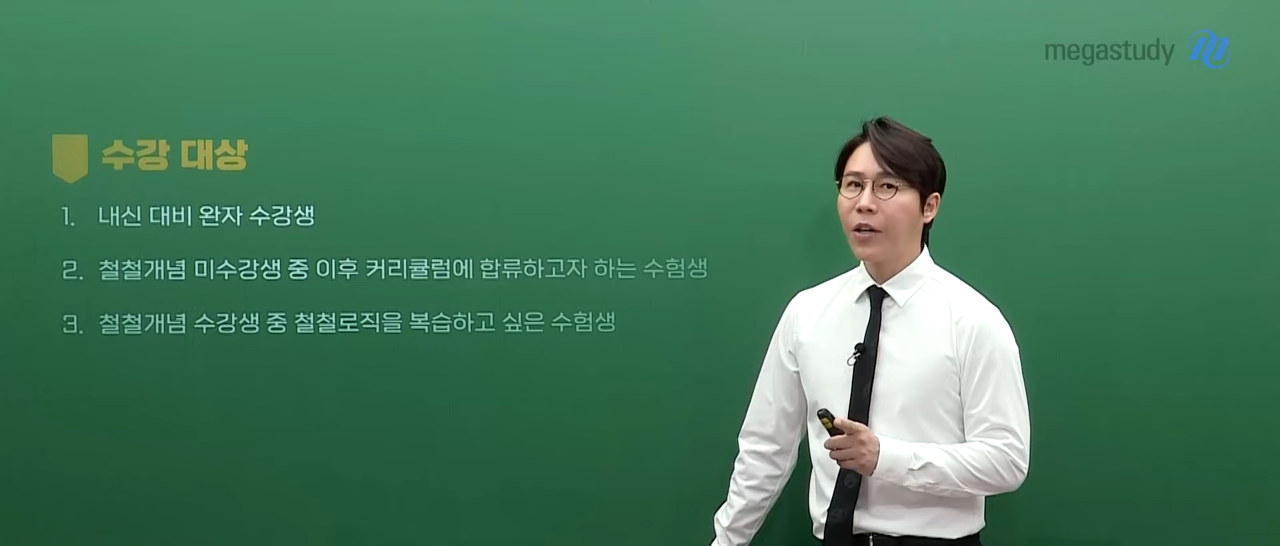 megastudy
수강 대상
1. 내신 대비 완자 수강생
2. 철철개념 미수강생 중 이후 커리큘럼에 합류하고자 하는 수험생
3. 철철개념 수강생 중 철철로직을 복습하고 싶은 수험생